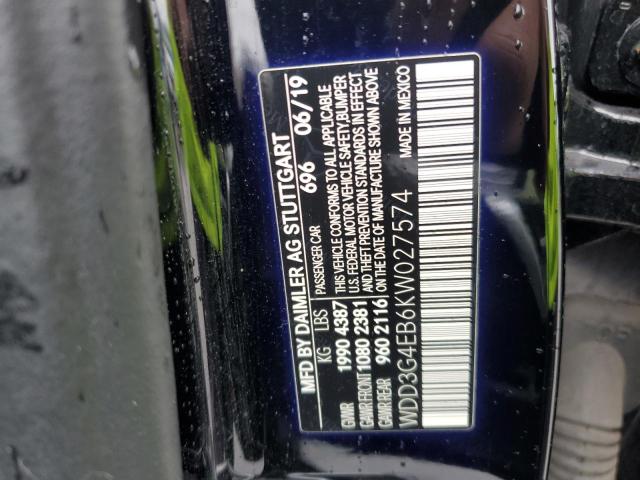 MFD BY DAIMLER AG STUTTGART
696 06/19
KG LBS PASSENGER CAR
GVWR 1990 4387 THIS VEHICLE CONFORMS TO ALL APPLICABLE
GAWR FRONT 1080 2381 U.S. FEDERAL MOTOR VEHICLE SAFETY, BUMPER
GAWR REAR 960 2116 AND THEFT PREVENTION STANDARDS IN EFFECT
ON THE DATE OF MANUFACTURE SHOWN ABOVE
WDD3G4EB6KW027574 MADE IN MEXICO